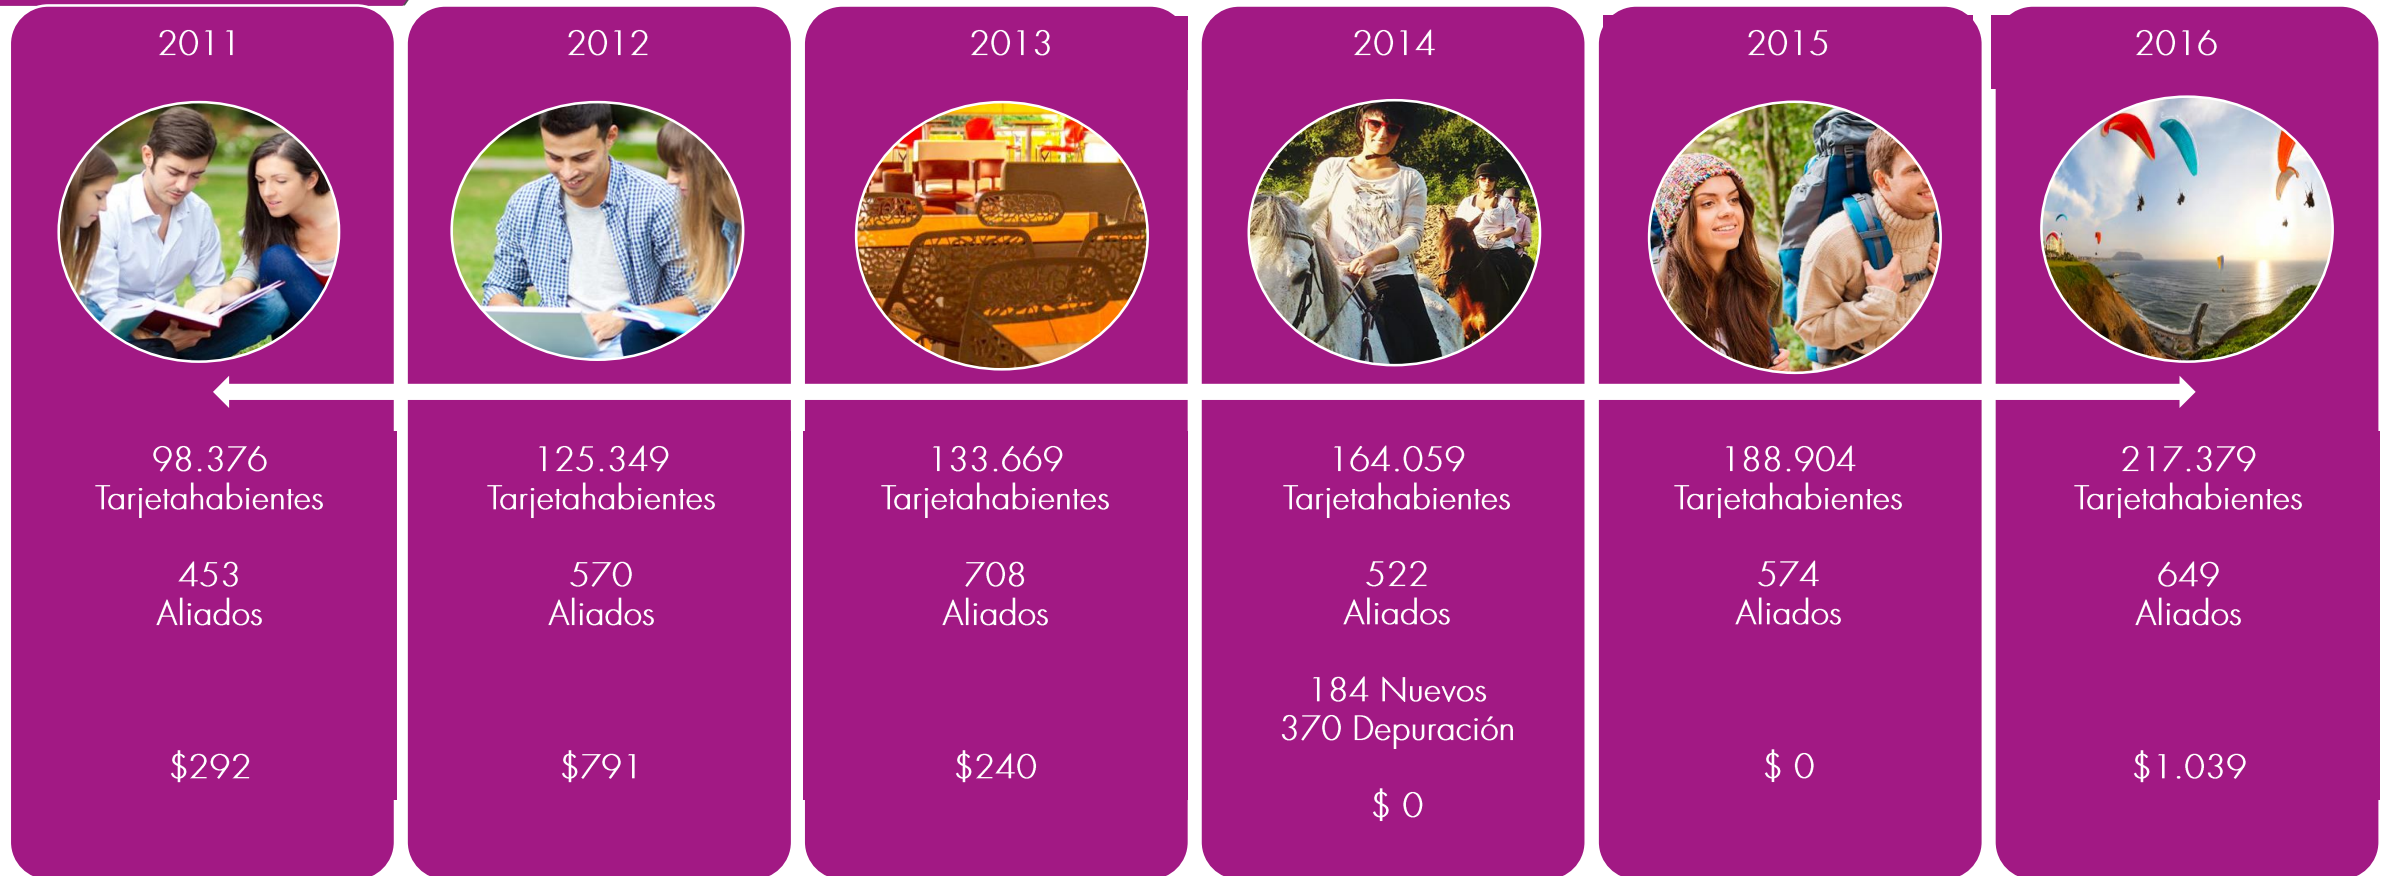 2011
98.376
Tarjetahabientes
453
Aliados
$292
2012
125.349
Tarjetahabientes
570
Aliados
$791
2013
133.669
Tarjetahabientes
708
Aliados
$240
2014
164.059
Tarjetahabientes
522
Aliados
184 Nuevos
370 Depuración
$ 0
2015
188.904
Tarjetahabientes
574
Aliados
$ 0
2016
217.379
Tarjetahabientes
649
Aliados
$1.039